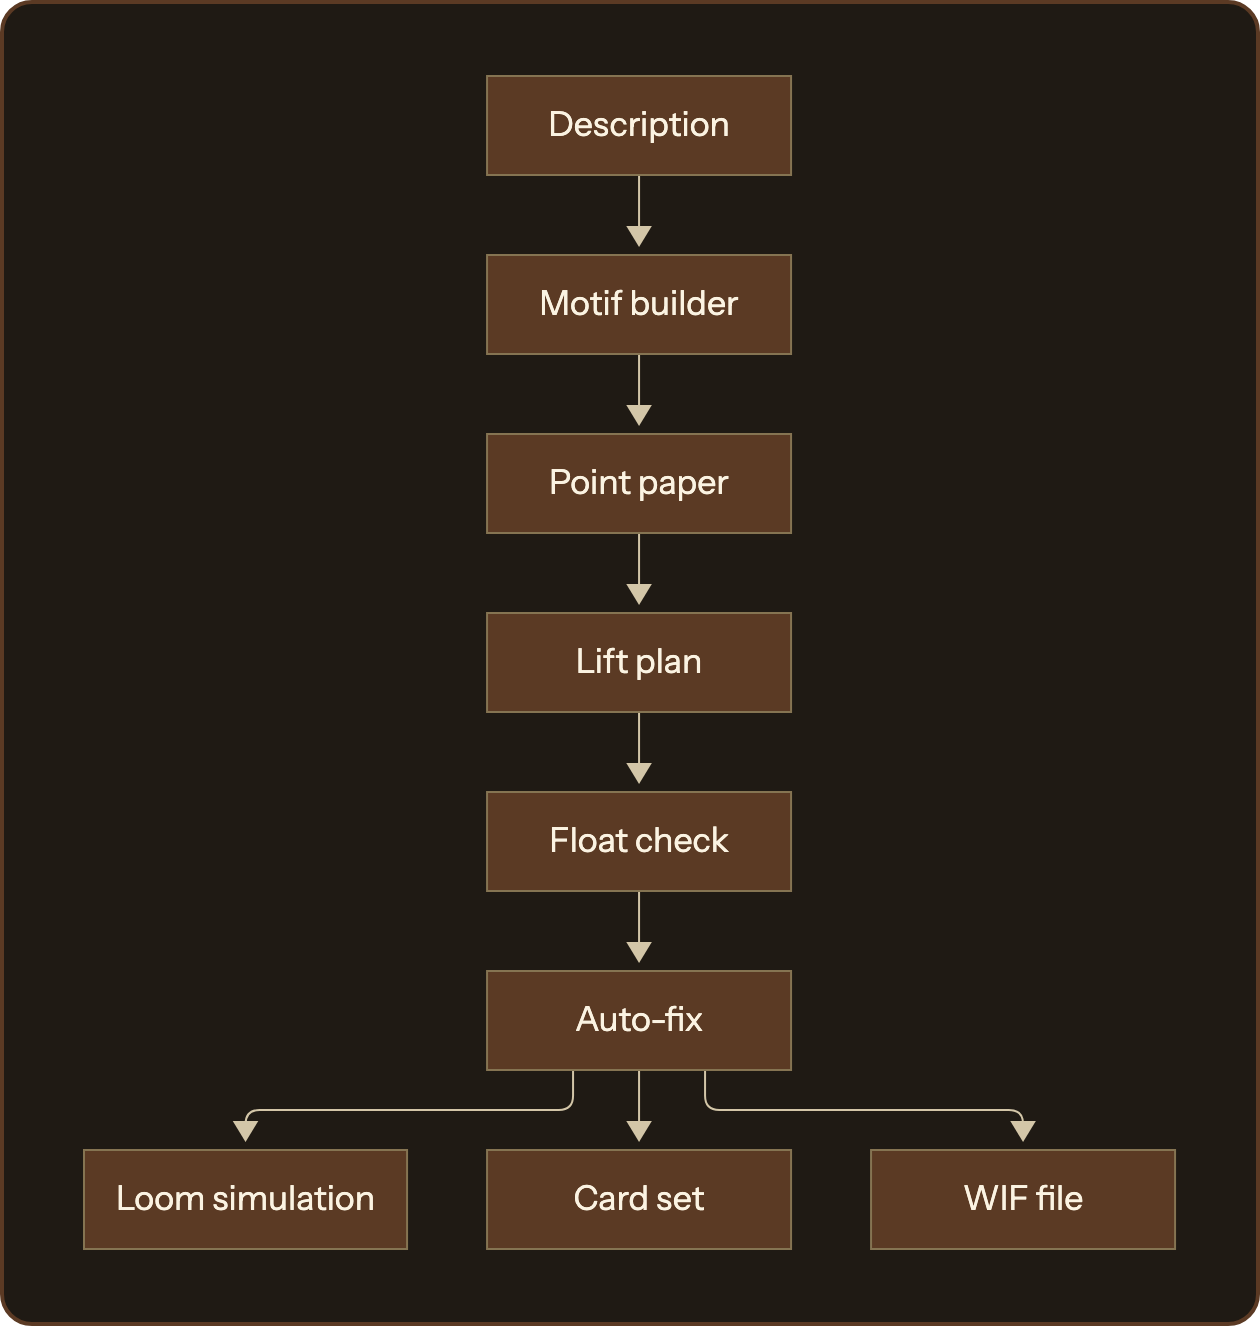 Description
Motif builder
Point paper
Lift plan
Float check
Auto-fix
Loom simulation
Card set
WIF file